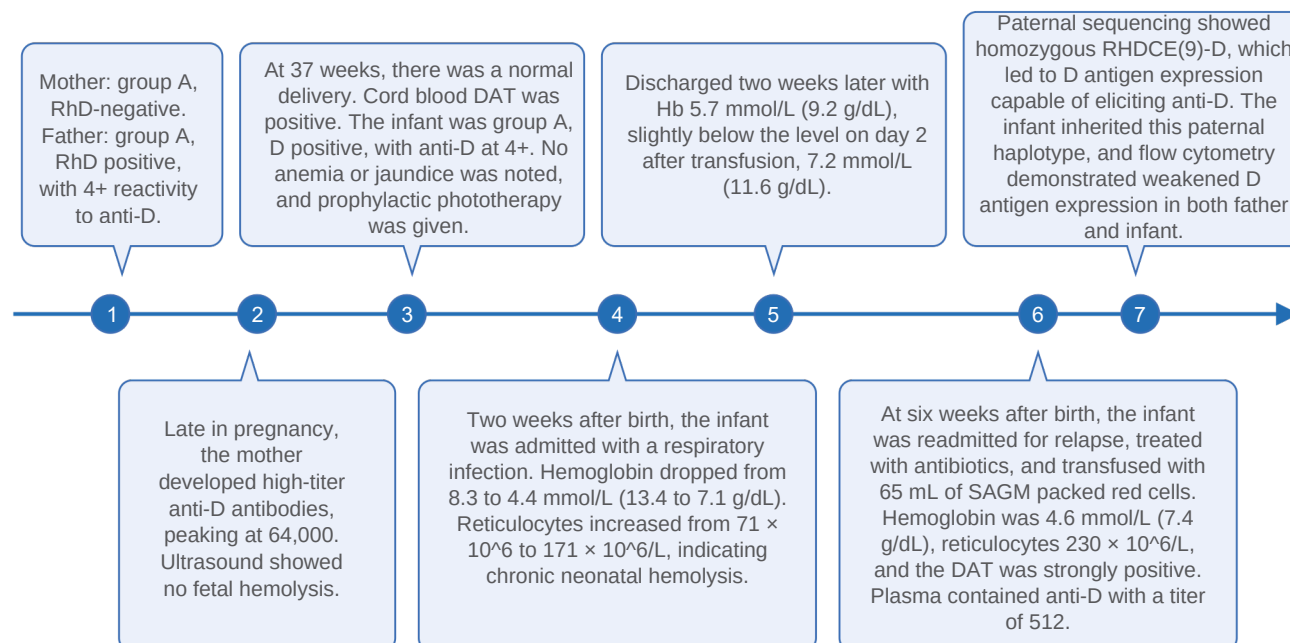 Mother: group A,
RhD-negative.
Father: group A,
RhD positive,
with 4+ reactivity
to anti-D.
At 37 weeks, there was a normal
delivery. Cord blood DAT was
positive. The infant was group A,
D positive, with anti-D at 4+. No
anemia or jaundice was noted,
and prophylactic phototherapy
was given.
Discharged two weeks later with
Hb 5.7 mmol/L (9.2 g/dL),
slightly below the level on day 2
after transfusion, 7.2 mmol/L
(11.6 g/dL).
Paternal sequencing showed
homozygous RHDCE(9)-D, which
led to D antigen expression
capable of eliciting anti-D. The
infant inherited this paternal
haplotype, and flow cytometry
demonstrated weakened D
antigen expression in both father
and infant.
1
2
3
4
5
6
7
Late in pregnancy,
the mother
developed high-titer
anti-D antibodies,
peaking at 64,000.
Ultrasound showed
no fetal hemolysis.
Two weeks after birth, the infant
was admitted with a respiratory
infection. Hemoglobin dropped from
8.3 to 4.4 mmol/L (13.4 to 7.1 g/dL).
Reticulocytes increased from 71 ×
10^6 to 171 × 10^6/L, indicating
chronic neonatal hemolysis.
At six weeks after birth, the infant
was readmitted for relapse, treated
with antibiotics, and transfused with
65 mL of SAGM packed red cells.
Hemoglobin was 4.6 mmol/L (7.4
g/dL), reticulocytes 230 × 10^6/L,
and the DAT was strongly positive.
Plasma contained anti-D with a titer
of 512.